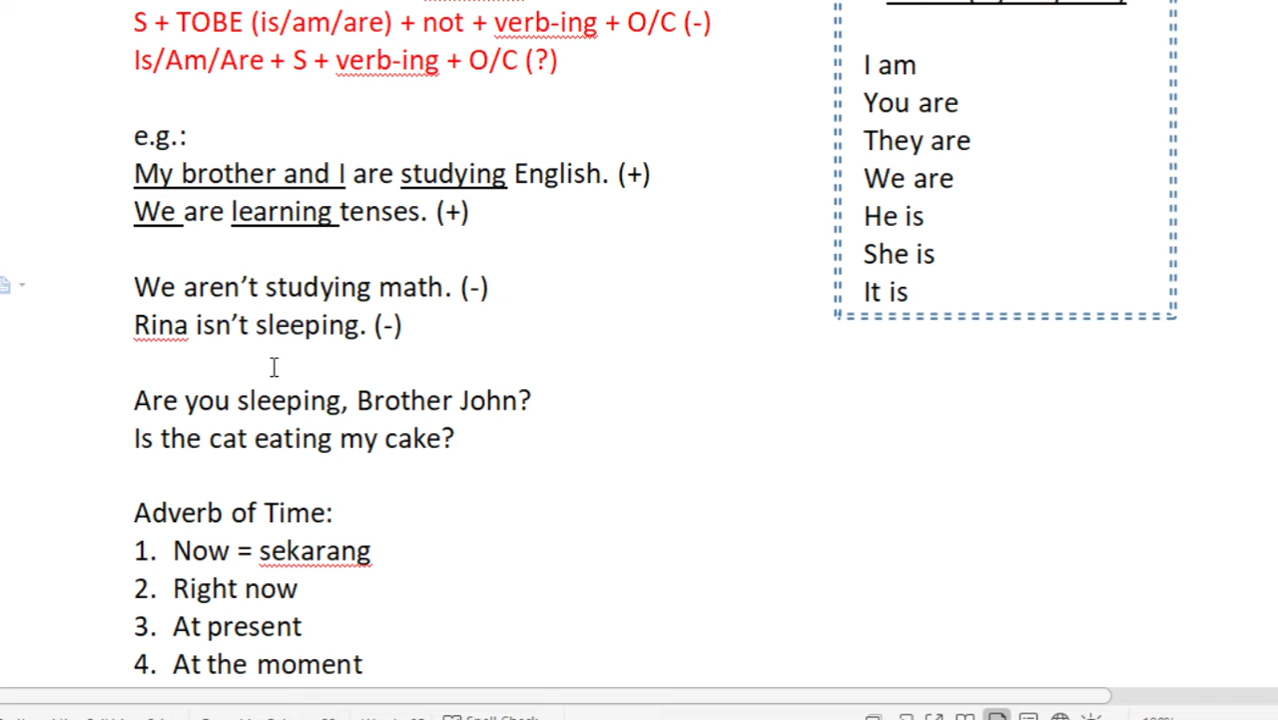 S + TOBE (is/am/are) + not + verb-ing + O/C (-)
Is/Am/Are + S + verb-ing + O/C (?)
e.g.:
My brother and I are studying English. (+)
We are learning tenses. (+)
We aren’t studying math. (-)
Rina isn’t sleeping. (-)
Are you sleeping, Brother John?
Is the cat eating my cake?
Adverb of Time:
1. Now = sekarang
2. Right now
3. At present
4. At the moment
I am
You are
They are
We are
He is
She is
It is